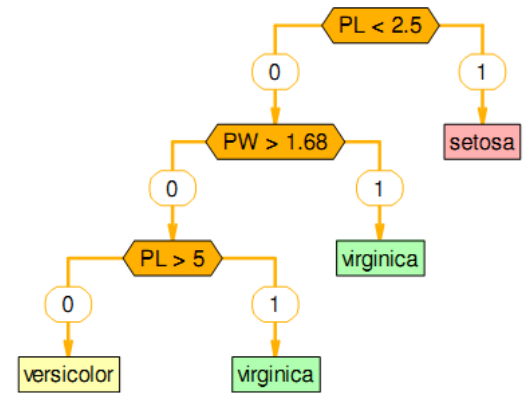 PL < 2.5
0
1
PW > 1.68
setosa
0
1
PL > 5
virginica
0
1
versicolor
virginica